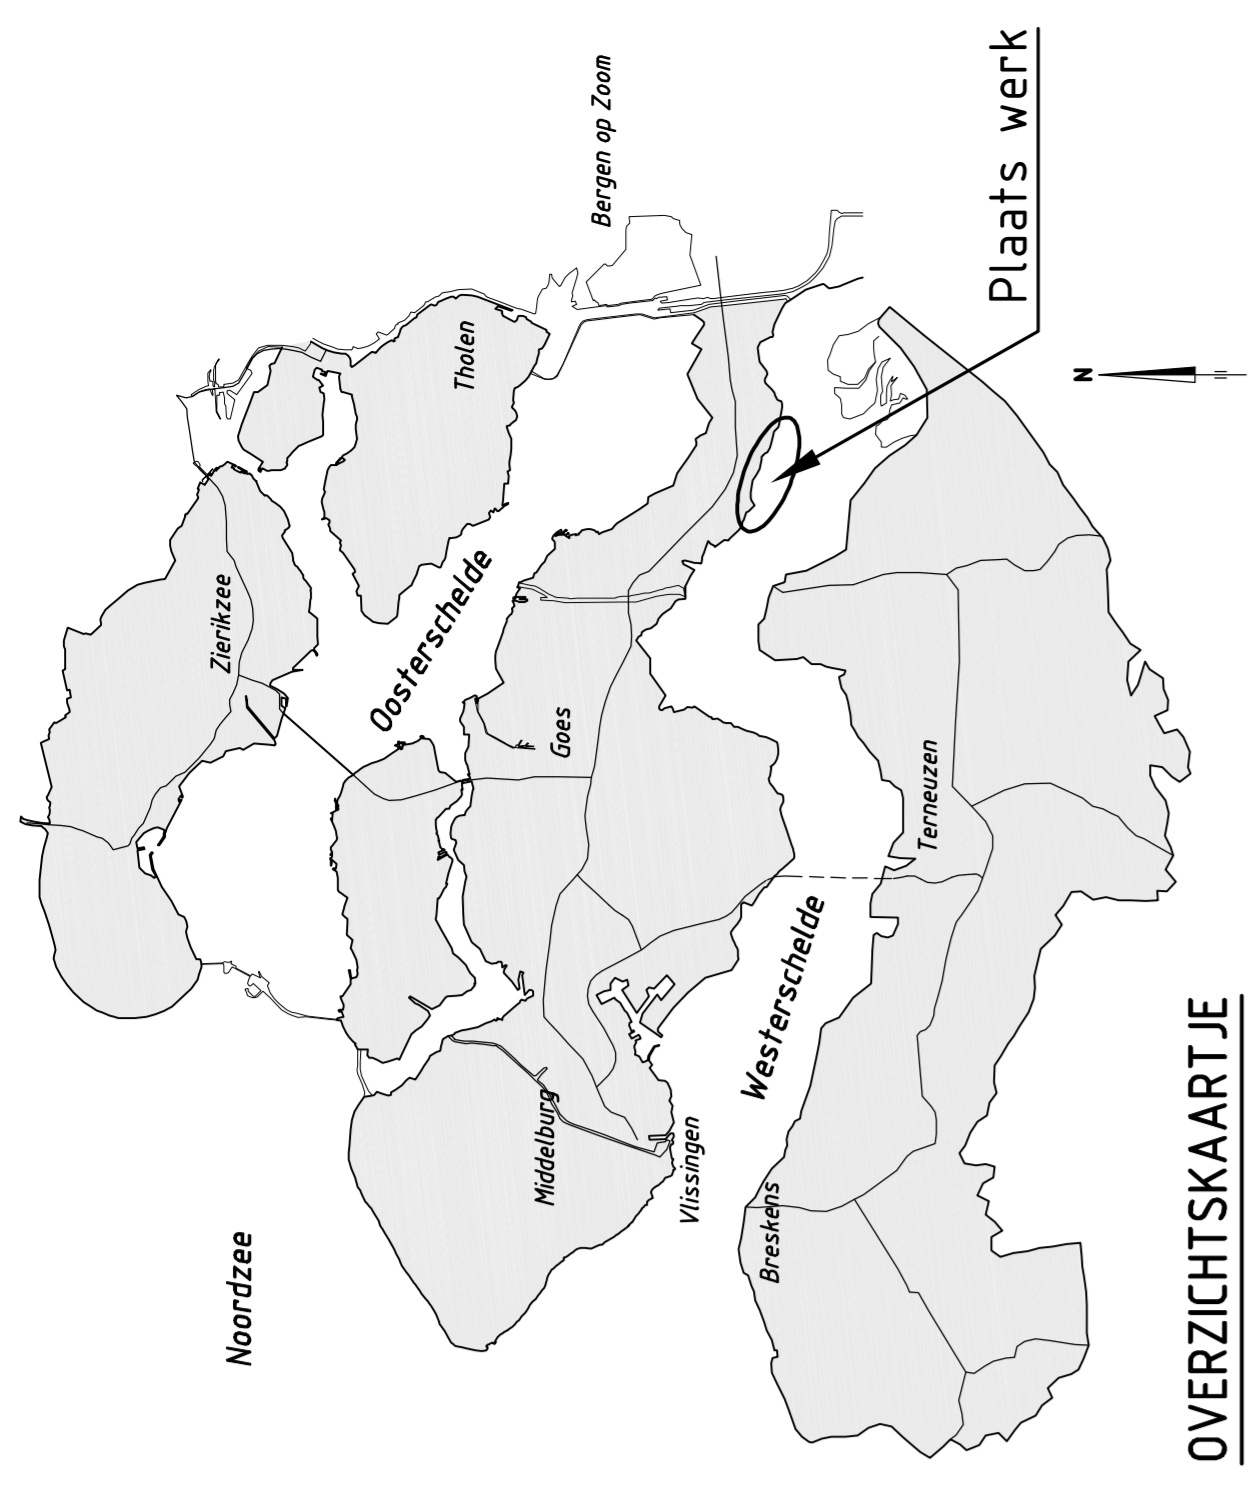 Noordzee
Zierikzee
Tholen
Bergen op Zoom
Oosterschelde
Goes
Middelburg
Vlissingen
Westerschelde
Breskens
Terneuzen
Plaats werk
N
OVERZICHTSKAARTJE